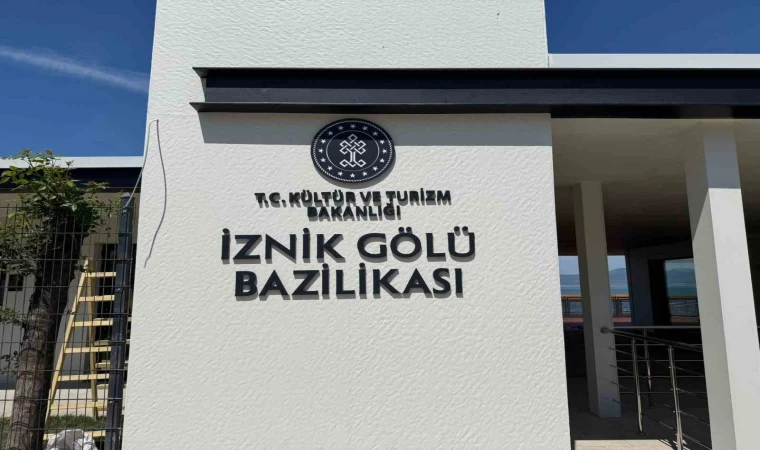 T.C. KÜLTÜR VE TURİZM
BAKANLIĞI
İZNİK GÖLÜ
BAZİLİKASI